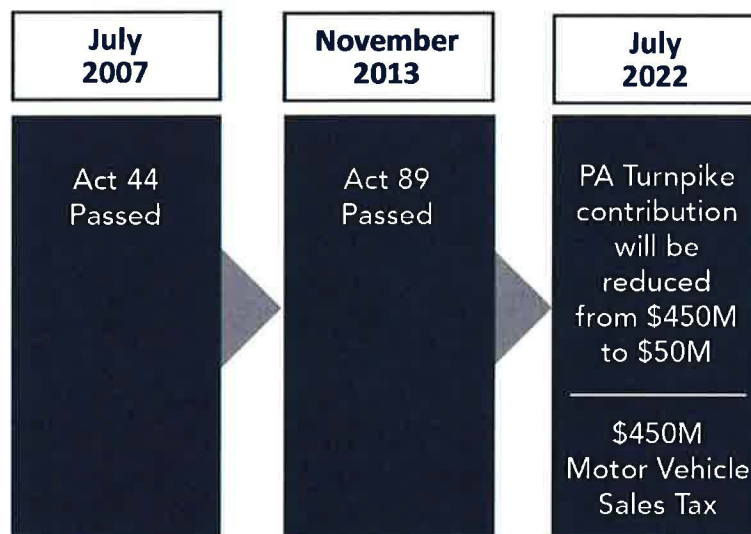 July
2007
Act 44
Passed
November
2013
Act 89
Passed
July
2022
PA Turnpike
contribution
will be
reduced
from $450M
to $50M
$450M
Motor Vehicle
Sales Tax